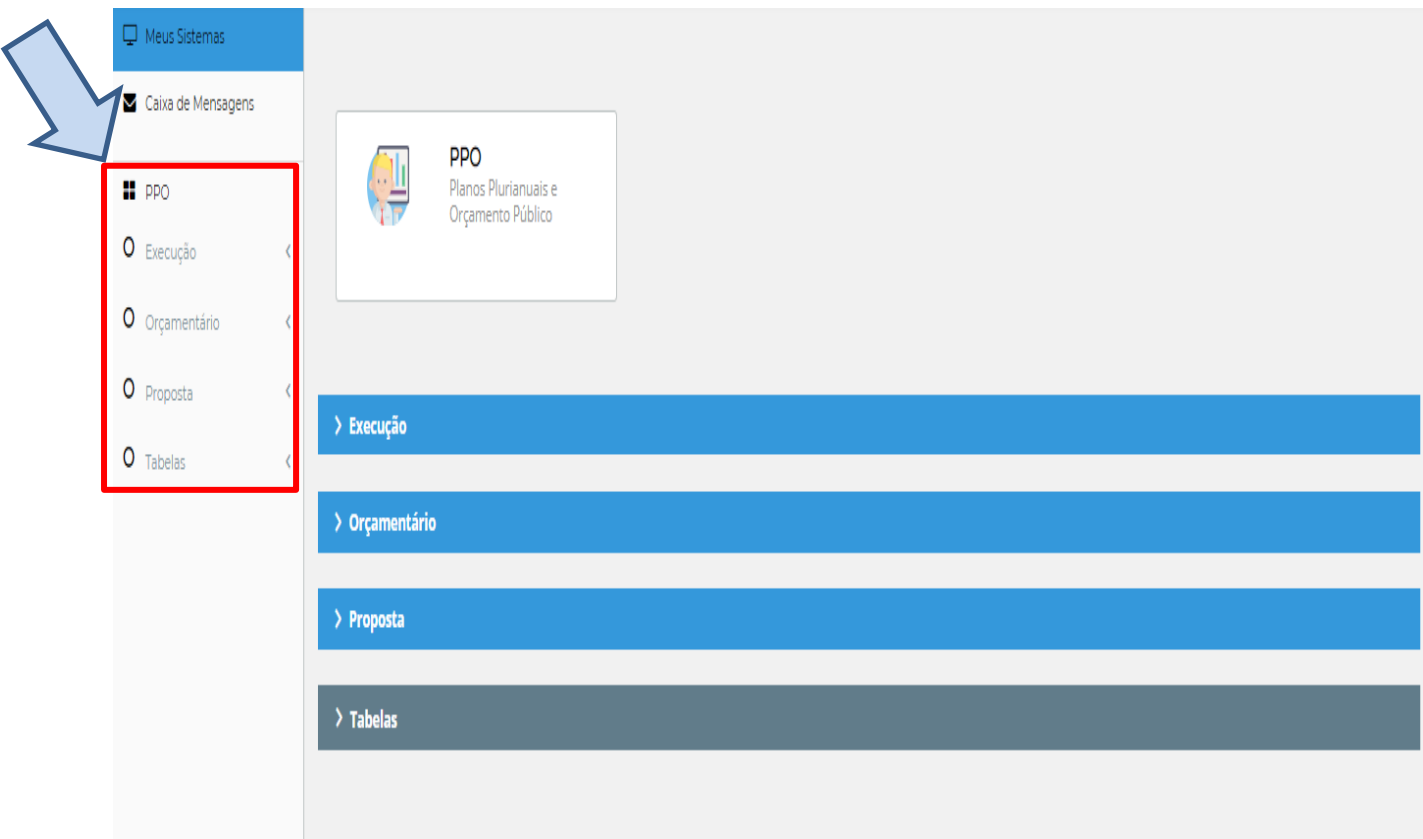 Meus Sistemas
Caixa de Mensagens
PPO
Execução
Orçamentário
Proposta
Tabelas
PPO
Planos Plurianuais e
Orçamento Público
Execução
Orçamentário
Proposta
Tabelas